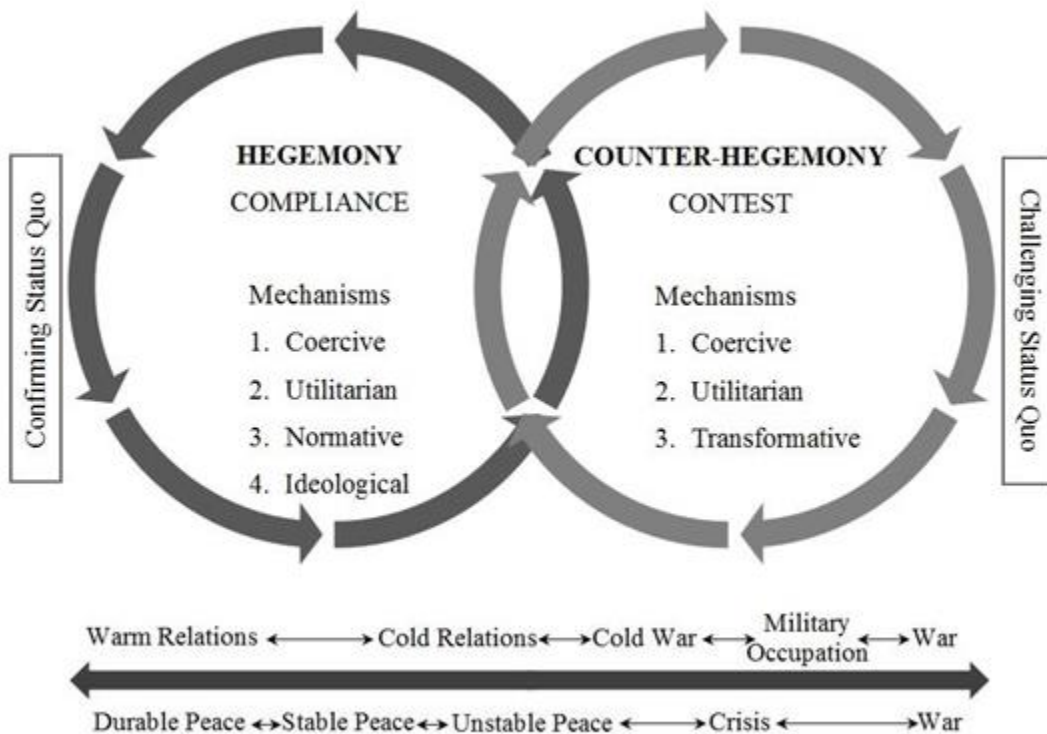 HEGEMONY
COMPLIANCE
Mechanisms
1. Coercive
2. Utilitarian
3. Normative
4. Ideological
COUNTER-HEGEMONY
CONTEST
Mechanisms
1. Coercive
2. Utilitarian
3. Transformative
Confirming Status Quo
Challenging Status Quo
Warm Relations Cold Relations Cold War Military Occupation War
Durable Peace Stable Peace Unstable Peace Crisis War